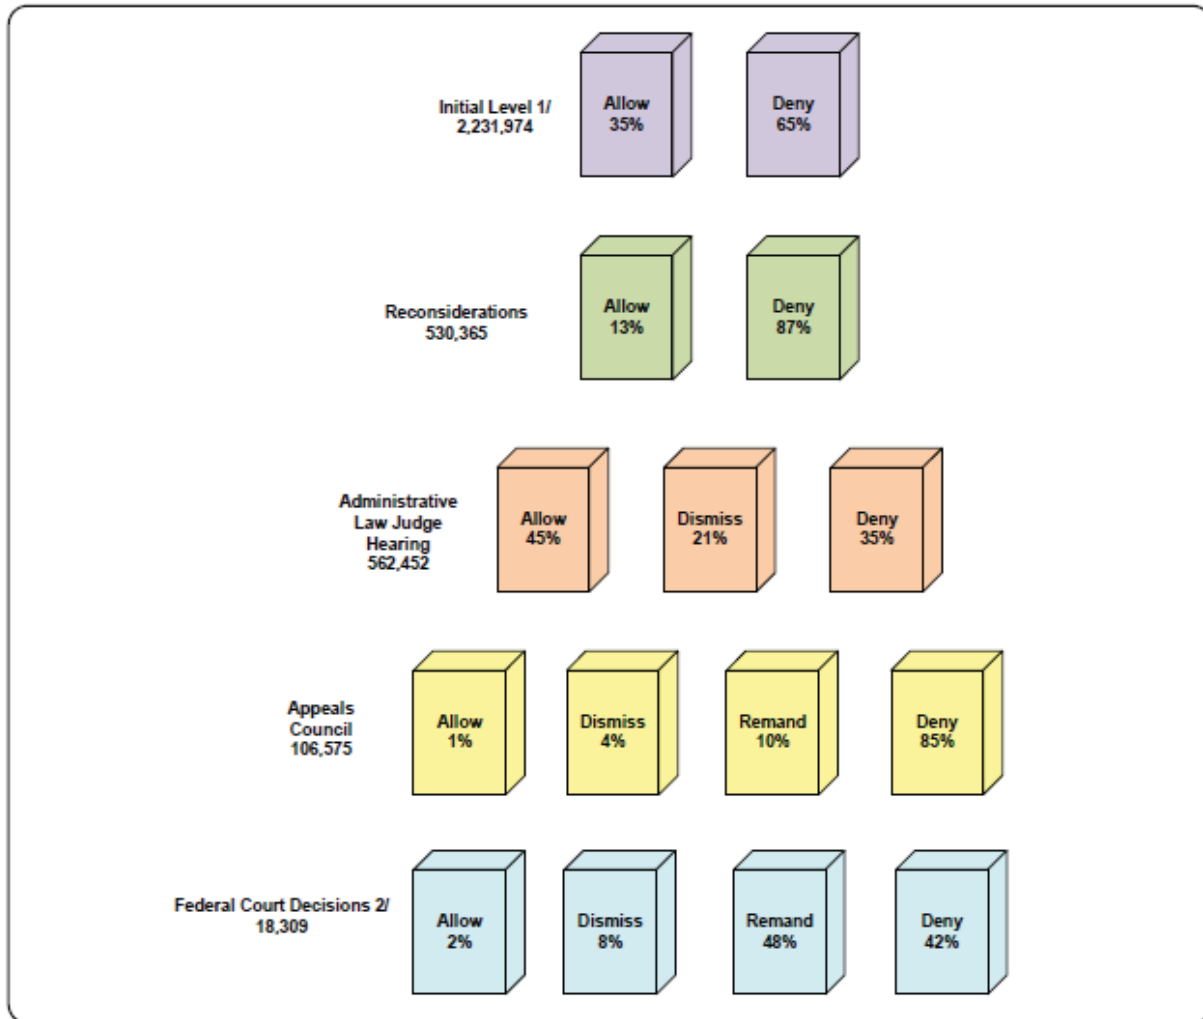 Initial Level 1/
2,231,974
Allow
35%
Deny
65%
Reconsiderations
530,365
Allow
13%
Deny
87%
Administrative
Law Judge
Hearing
562,452
Allow
45%
Dismiss
21%
Deny
35%
Appeals
Council
106,575
Allow
1%
Dismiss
4%
Remand
10%
Deny
85%
Federal Court Decisions 2/
18,309
Allow
2%
Dismiss
8%
Remand
48%
Deny
42%